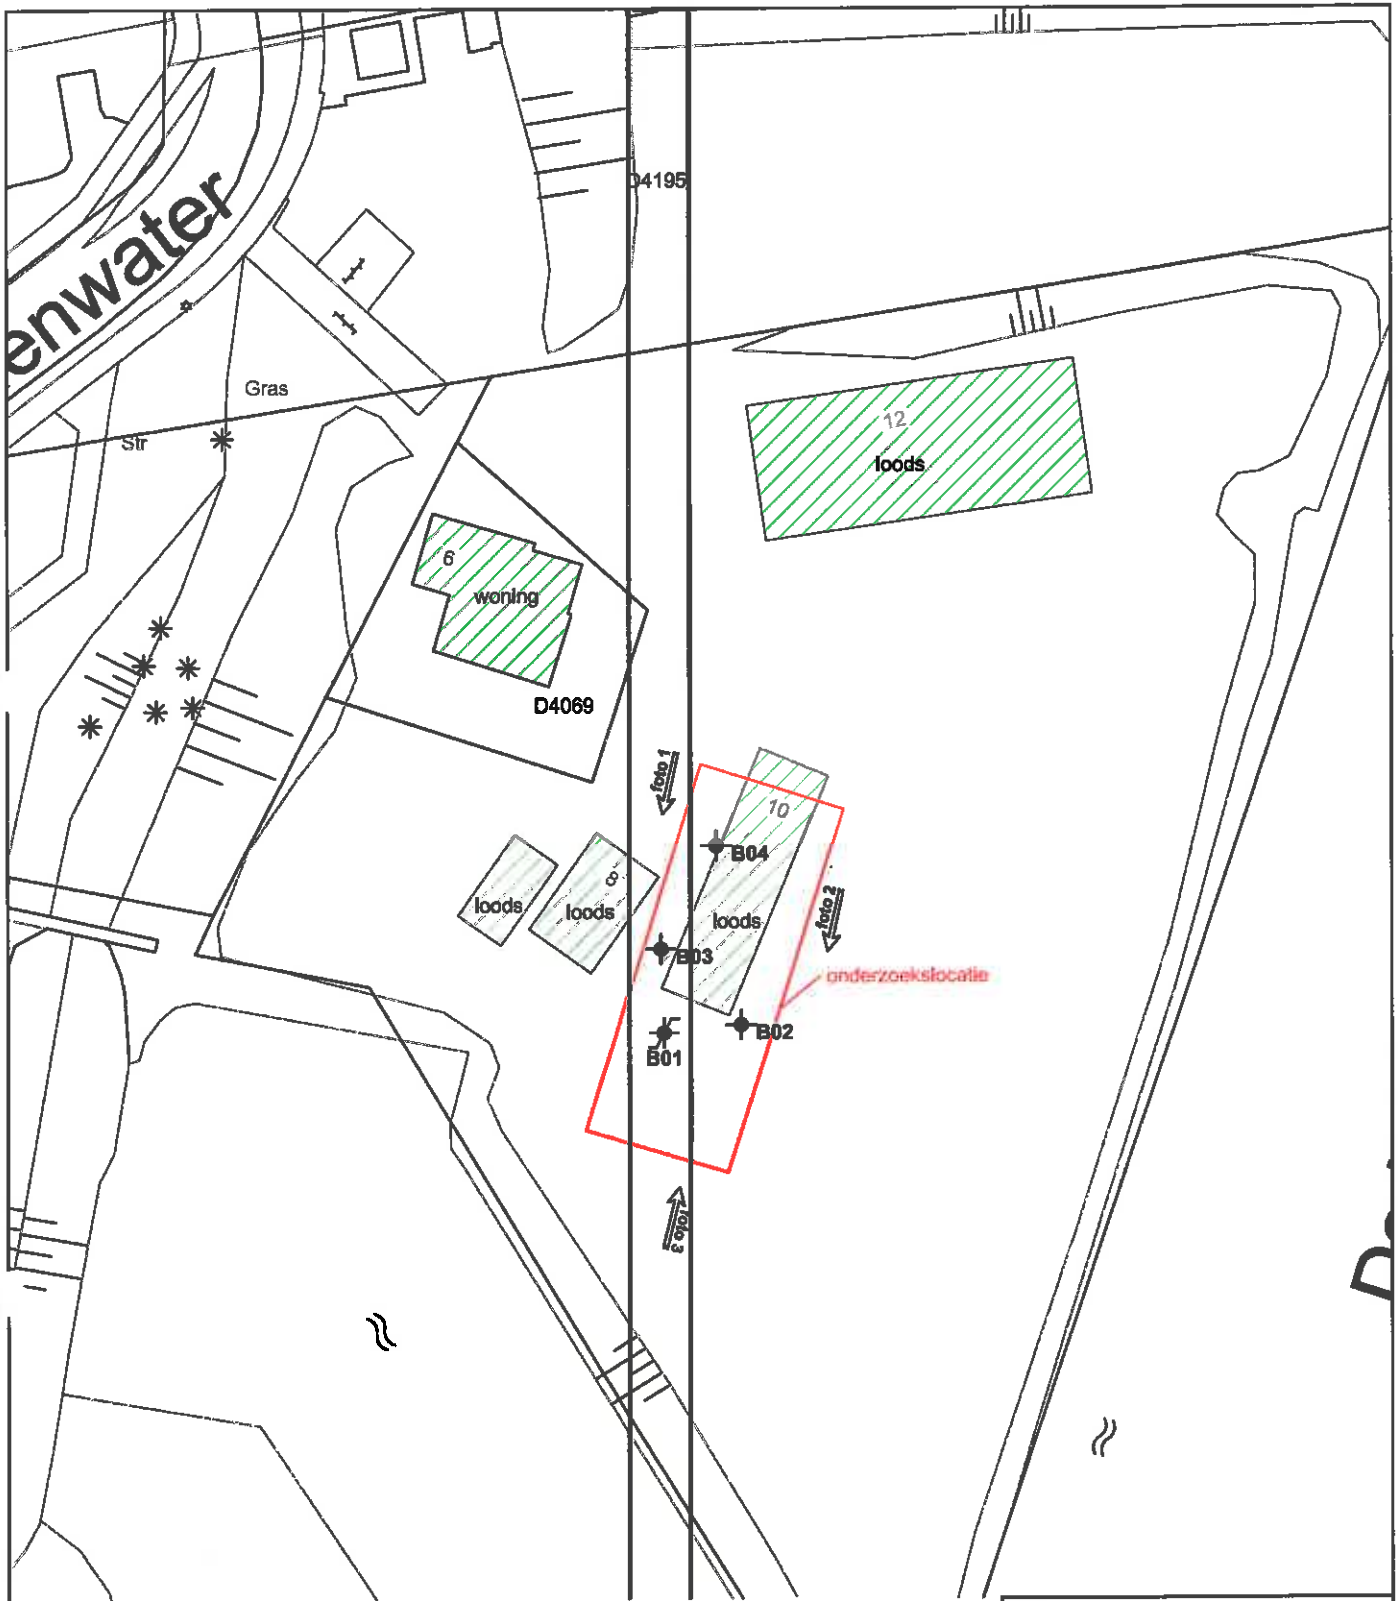 D4195
enwater
Gras
Str
12
loods
6
woning
D4069
foto 1
10
B04
8
loods
loods
loods
foto 2
B03
onderzoekslocatie
B02
B01
foto 3